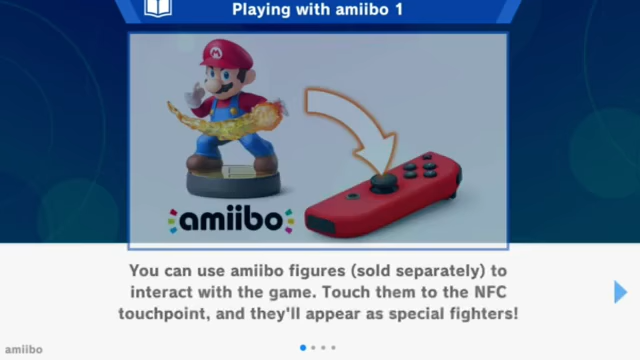 Playing with amiibo 1
amiibo
You can use amiibo figures (sold separately) to
interact with the game. Touch them to the NFC
touchpoint, and they'll appear as special fighters!
amiibo